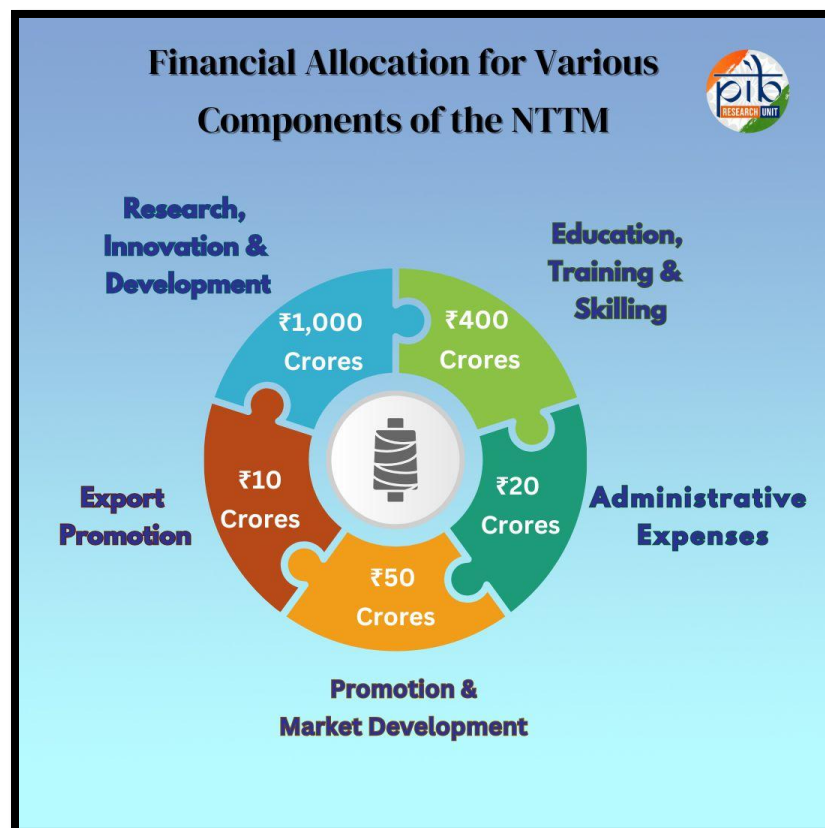 Financial Allocation for Various
Components of the NTTM
pib
RESEARCH UNIT
Research,
Innovation &
Development
₹1,000
Crores
Education,
Training &
Skilling
₹400
Crores
Export
Promotion
₹10
Crores
₹20
Crores
Administrative
Expenses
₹50
Crores
Promotion &
Market Development